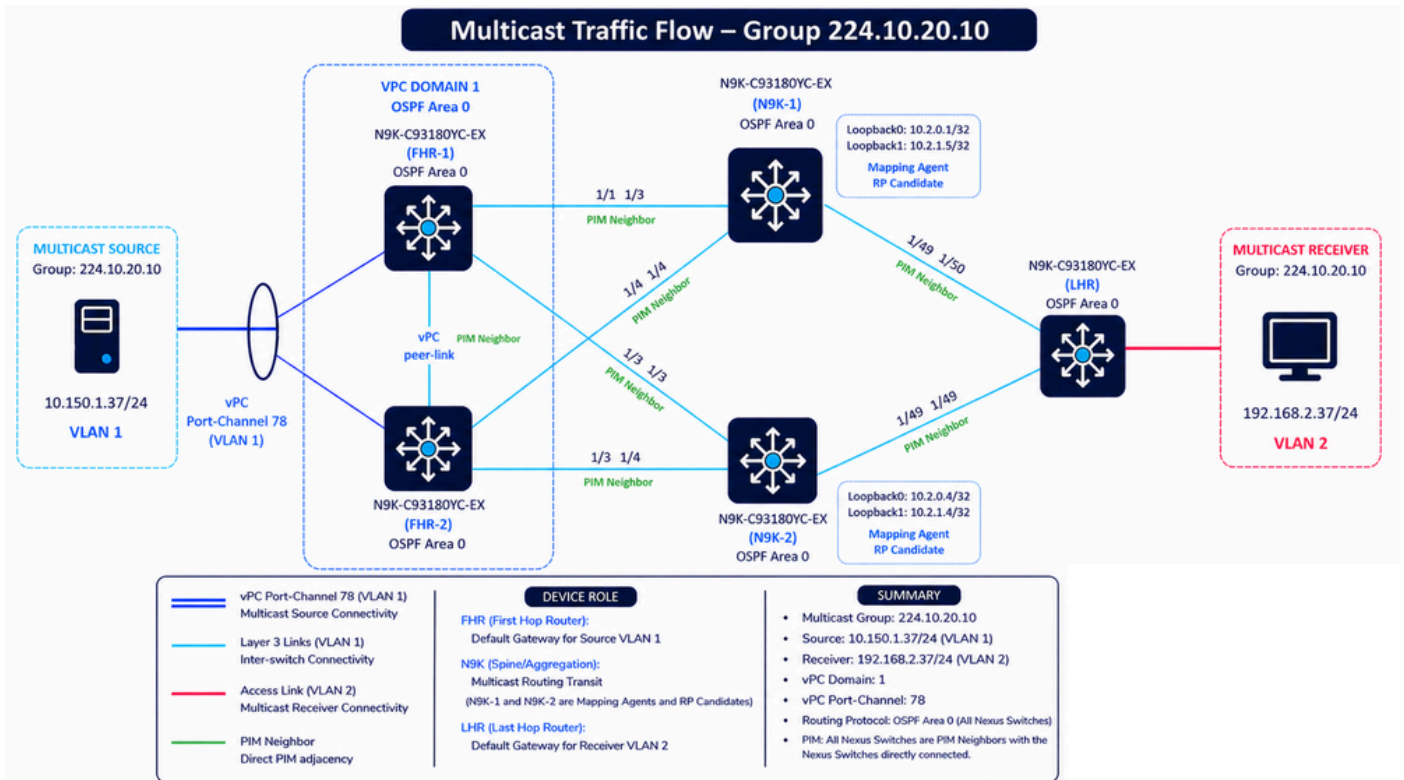 Multicast Traffic Flow – Group 224.10.20.10
VPC DOMAIN 1
OSPF Area 0
N9K-C93180YC-EX
(FHR-1)
OSPF Area 0
N9K-C93180YC-EX
(N9K-1)
OSPF Area 0
Loopback0: 10.2.0.1/32
Loopback1: 10.2.1.5/32
Mapping Agent
RP Candidate
1/1 1/3
PIM Neighbor
MULTICAST SOURCE
Group: 224.10.20.10
10.150.1.37/24
VLAN 1
vPC
Port-Channel 78
(VLAN 1)
vPC
peer-link
PIM Neighbor
1/4 1/4
PIM Neighbor
1/3 1/3
PIM Neighbor
1/49 1/50
PIM Neighbor
N9K-C93180YC-EX
(LHR)
OSPF Area 0
MULTICAST RECEIVER
Group: 224.10.20.10
192.168.2.37/24
VLAN 2
1/49 1/49
PIM Neighbor
1/3 1/4
PIM Neighbor
N9K-C93180YC-EX
(FHR-2)
OSPF Area 0
N9K-C93180YC-EX
(N9K-2)
OSPF Area 0
Loopback0: 10.2.0.4/32
Loopback1: 10.2.1.4/32
Mapping Agent
RP Candidate
vPC Port-Channel 78 (VLAN 1)
Multicast Source Connectivity
Layer 3 Links (VLAN 1)
Inter-switch Connectivity
Access Link (VLAN 2)
Multicast Receiver Connectivity
PIM Neighbor
Direct PIM adjacency
DEVICE ROLE
FHR (First Hop Router):
Default Gateway for Source VLAN 1
N9K (Spine/Aggregation):
Multicast Routing Transit
(N9K-1 and N9K-2 are Mapping Agents and RP Candidates)
LHR (Last Hop Router):
Default Gateway for Receiver VLAN 2
SUMMARY
• Multicast Group: 224.10.20.10
• Source: 10.150.1.37/24 (VLAN 1)
• Receiver: 192.168.2.37/24 (VLAN 2)
• vPC Domain: 1
• vPC Port-Channel: 78
• Routing Protocol: OSPF Area 0 (All Nexus Switches)
• PIM: All Nexus Switches are PIM Neighbors with the
Nexus Switches directly connected.